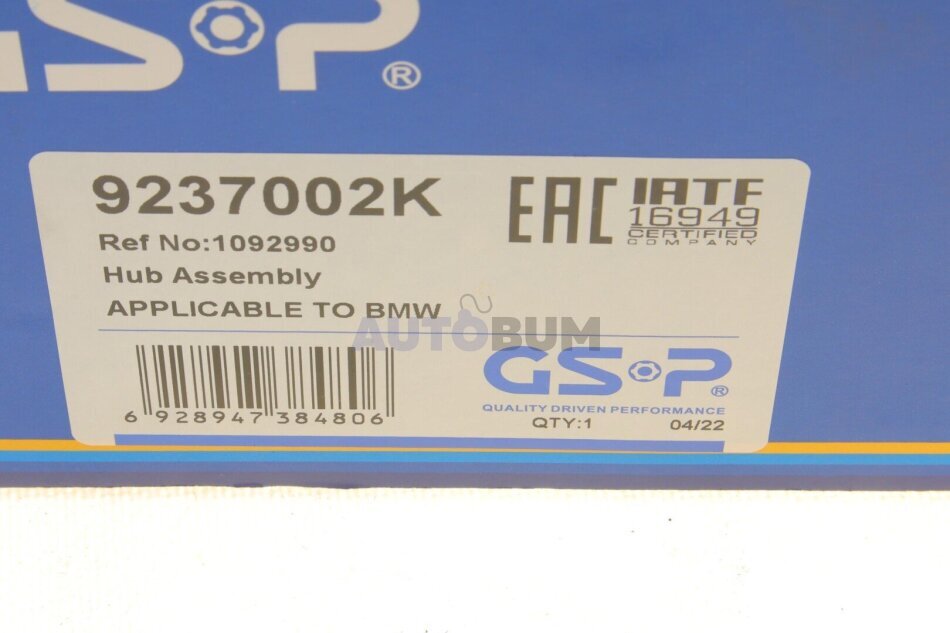 GSP®
9237002K
EAC
IATF
16949
CERTIFIED
COMPANY
Ref No:1092990
Hub Assembly
APPLICABLE TO BMW
AUTOBUM
GSP®
QUALITY DRIVEN PERFORMANCE
6 928947 384806
QTY:1 04/22